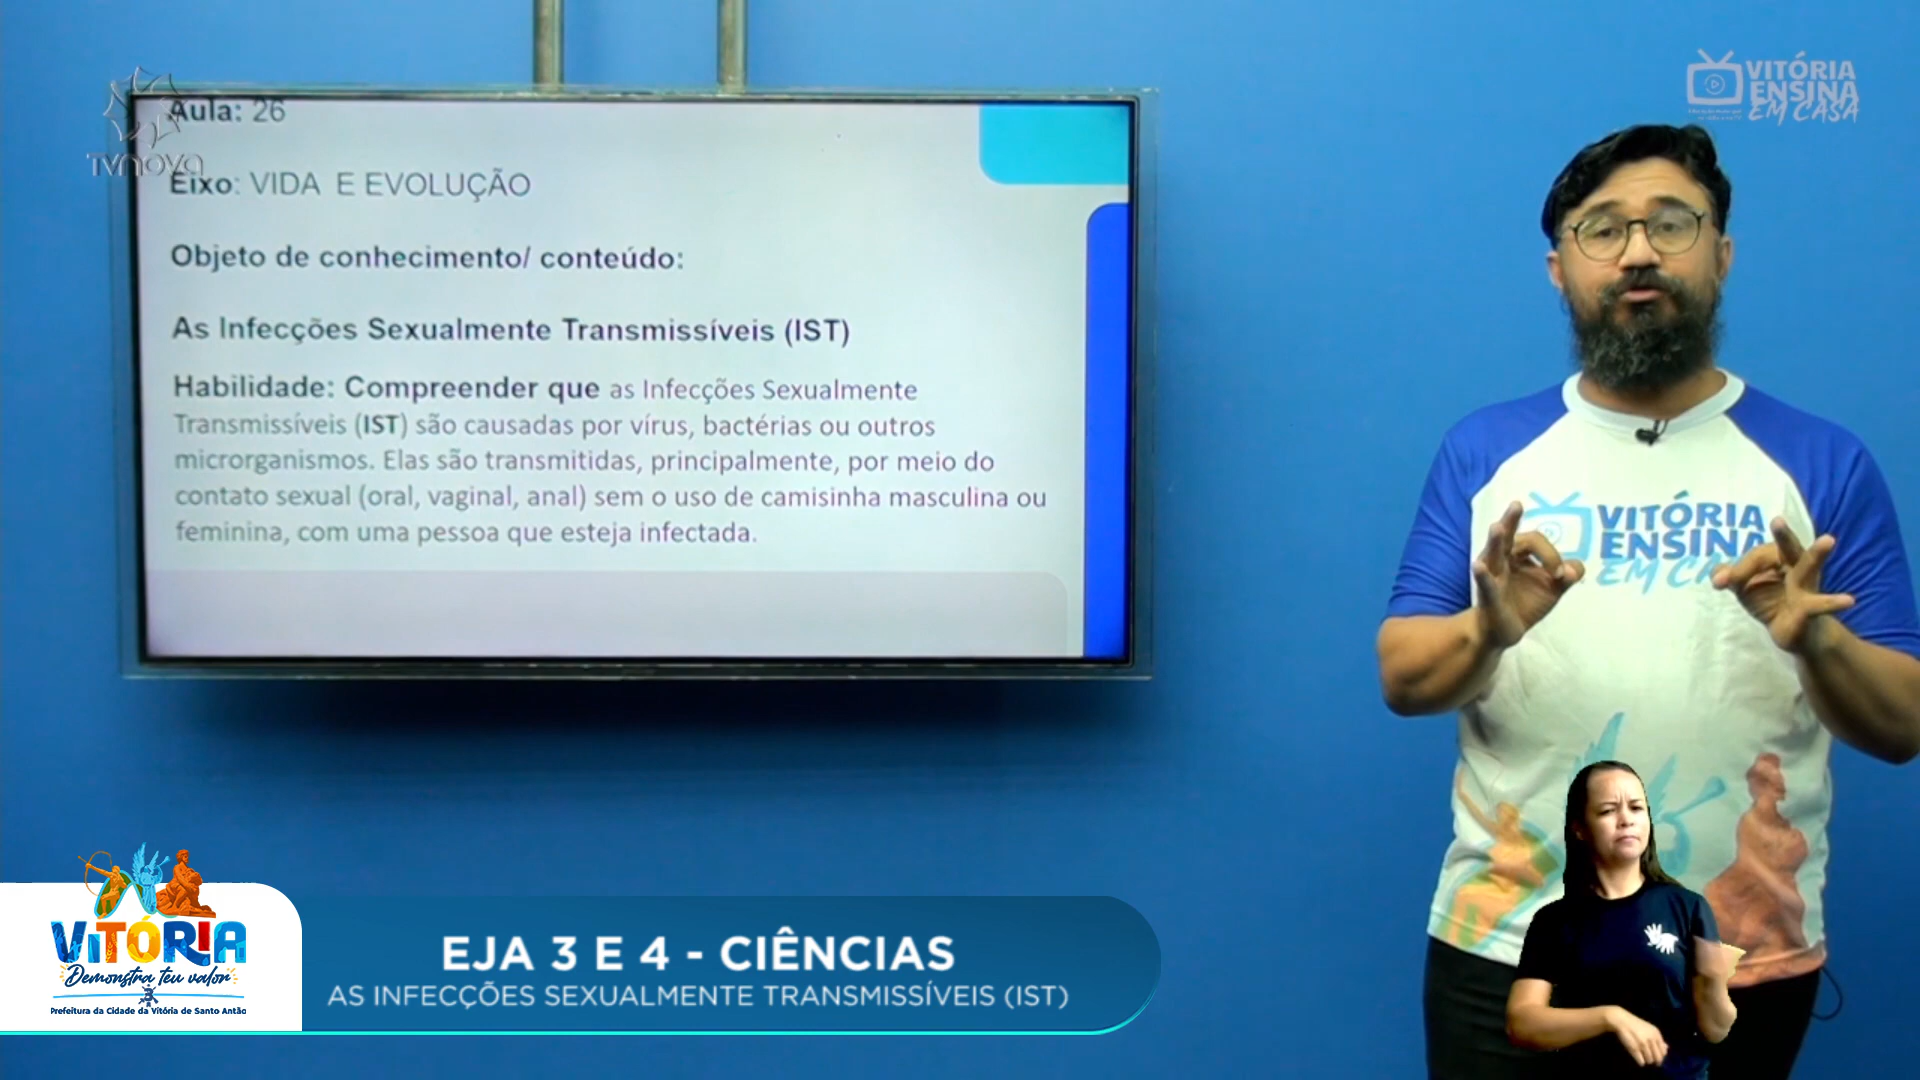 Aula: 26
TVNOVA
Eixo: VIDA E EVOLUÇÃO
Objeto de conhecimento/ conteúdo:
As Infecções Sexualmente Transmissíveis (IST)
Habilidade: Compreender que as Infecções Sexualmente
Transmissíveis (IST) são causadas por vírus, bactérias ou outros
microrganismos. Elas são transmitidas, principalmente, por meio do
contato sexual (oral, vaginal, anal) sem o uso de camisinha masculina ou
feminina, com uma pessoa que esteja infectada.
VITÓRIA
ENSINA
EM CASA
VITÓRIA
ENSINA
EM CA
VITÓRIA
Demonstra teu valor
Prefeitura da Cidade da Vitória de Santo Antão
EJA 3 E 4 - CIÊNCIAS
AS INFECÇÕES SEXUALMENTE TRANSMISSÍVEIS (IST)